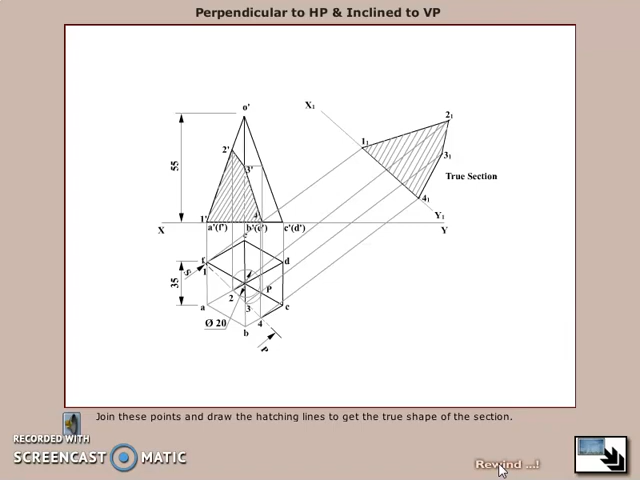 Perpendicular to HP & Inclined to VP
o'
X1
21
11
2'
31
3'
55
True Section
41
1'
4'
Y1
X
a'(f')
b'(e')
c'(d')
Y
e
f
d
1
P
35
2
a
3
c
4
Ø 20
b
P
Join these points and draw the hatching lines to get the true shape of the section.
RECORDED WITH
SCREENCAST MATIC
Rewind ...!